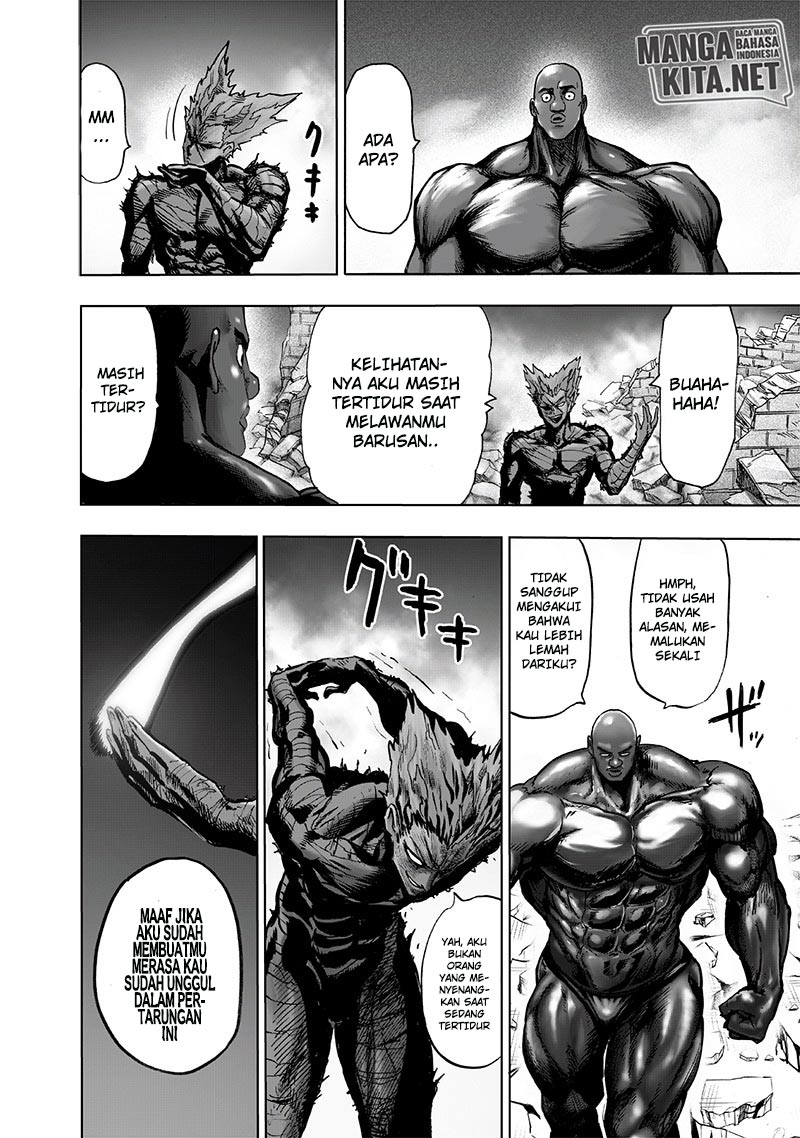 MANGA
KITA.NET
BACA MANGA
BAHASA
INDONESIA
ADA
APA?
MM
...
クキッ
BUAHA-
HAHA!
KELIHATAN-
NYA AKU MASIH
TERTIDUR SAAT
MELAWANMU
BARUSAN..
MASIH
TER-
TIDUR?
HMPH,
TIDAK USAH
BANYAK
ALASAN, ME-
MALUKAN
SEKALI
TIDAK
SANGGUP
MENGAKUI
BAHWA
KAU LEBIH
LEMAH
DARIKU?
ザッ
グキキ
YAH, AKU
BUKAN
ORANG
YANG ME-
NYENANG-
KAN SAAT
SEDANG
TERTIDUR
MAAF JIKA
AKU SUDAH
MEMBUATMU
MERASA KAU
SUDAH UNGGUL
DALAM PER-
TARUNGAN
INI